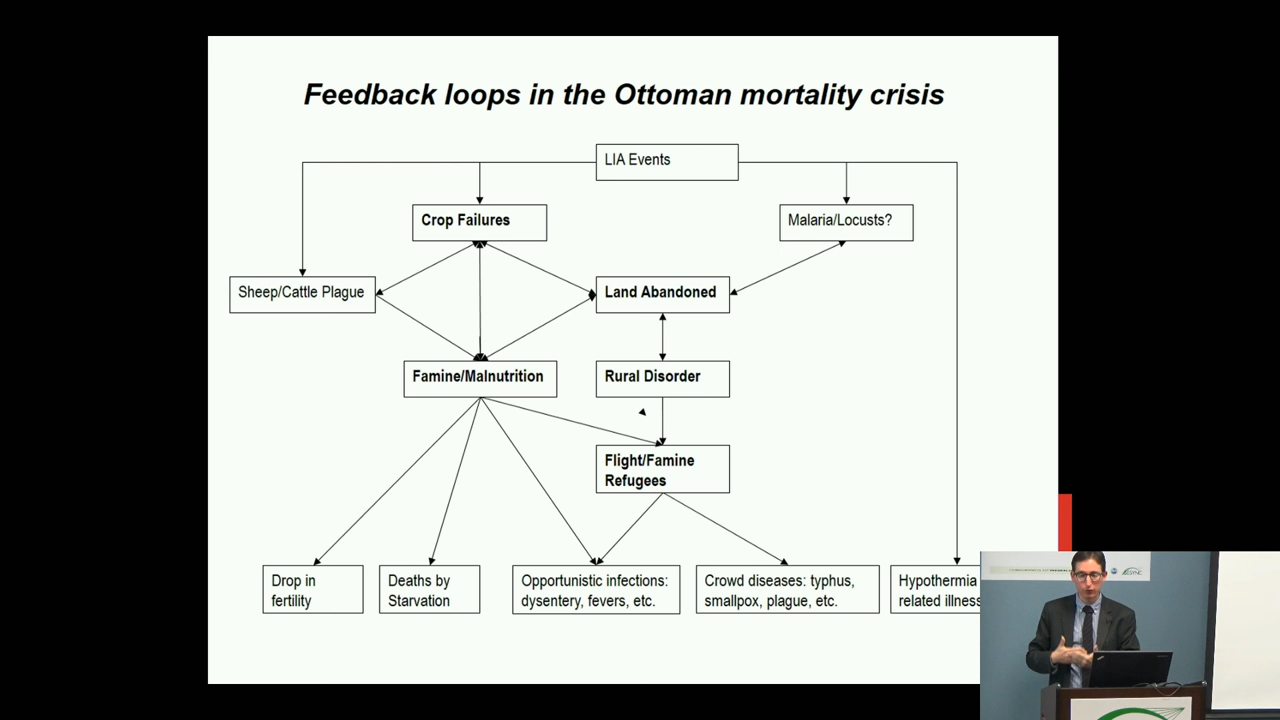 Feedback loops in the Ottoman mortality crisis
LIA Events
Crop Failures
Malaria/Locusts?
Sheep/Cattle Plague
Land Abandoned
Famine/Malnutrition
Rural Disorder
Flight/Famine
Refugees
Drop in
fertility
Deaths by
Starvation
Opportunistic infections:
dysentery, fevers, etc.
Crowd diseases: typhus,
smallpox, plague, etc.
Hypothermia
related illness